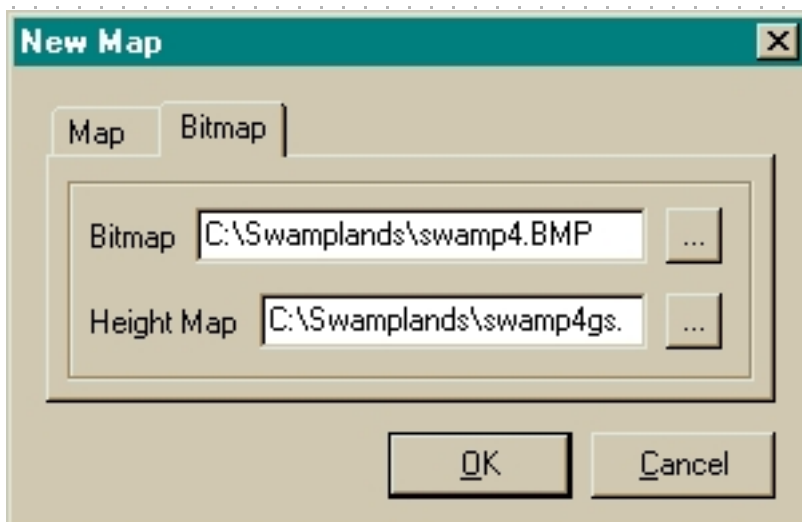 New Map
Map Bitmap
Bitmap C:\Swamplands\swamp4.BMP ...
Height Map C:\Swamplands\swamp4gs. ...
OK Cancel